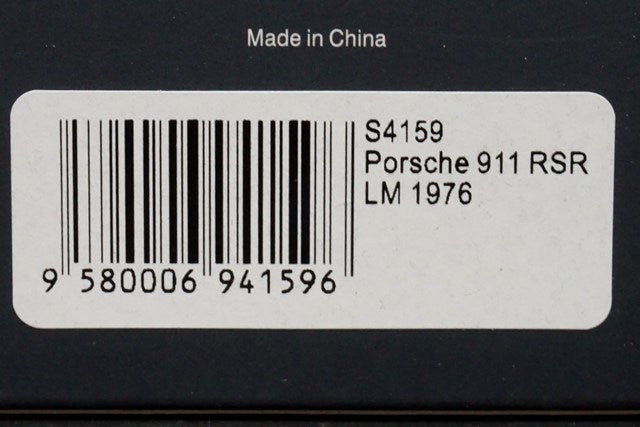 Made in China
S4159
Porsche 911 RSR
LM 1976
9 580006 941596